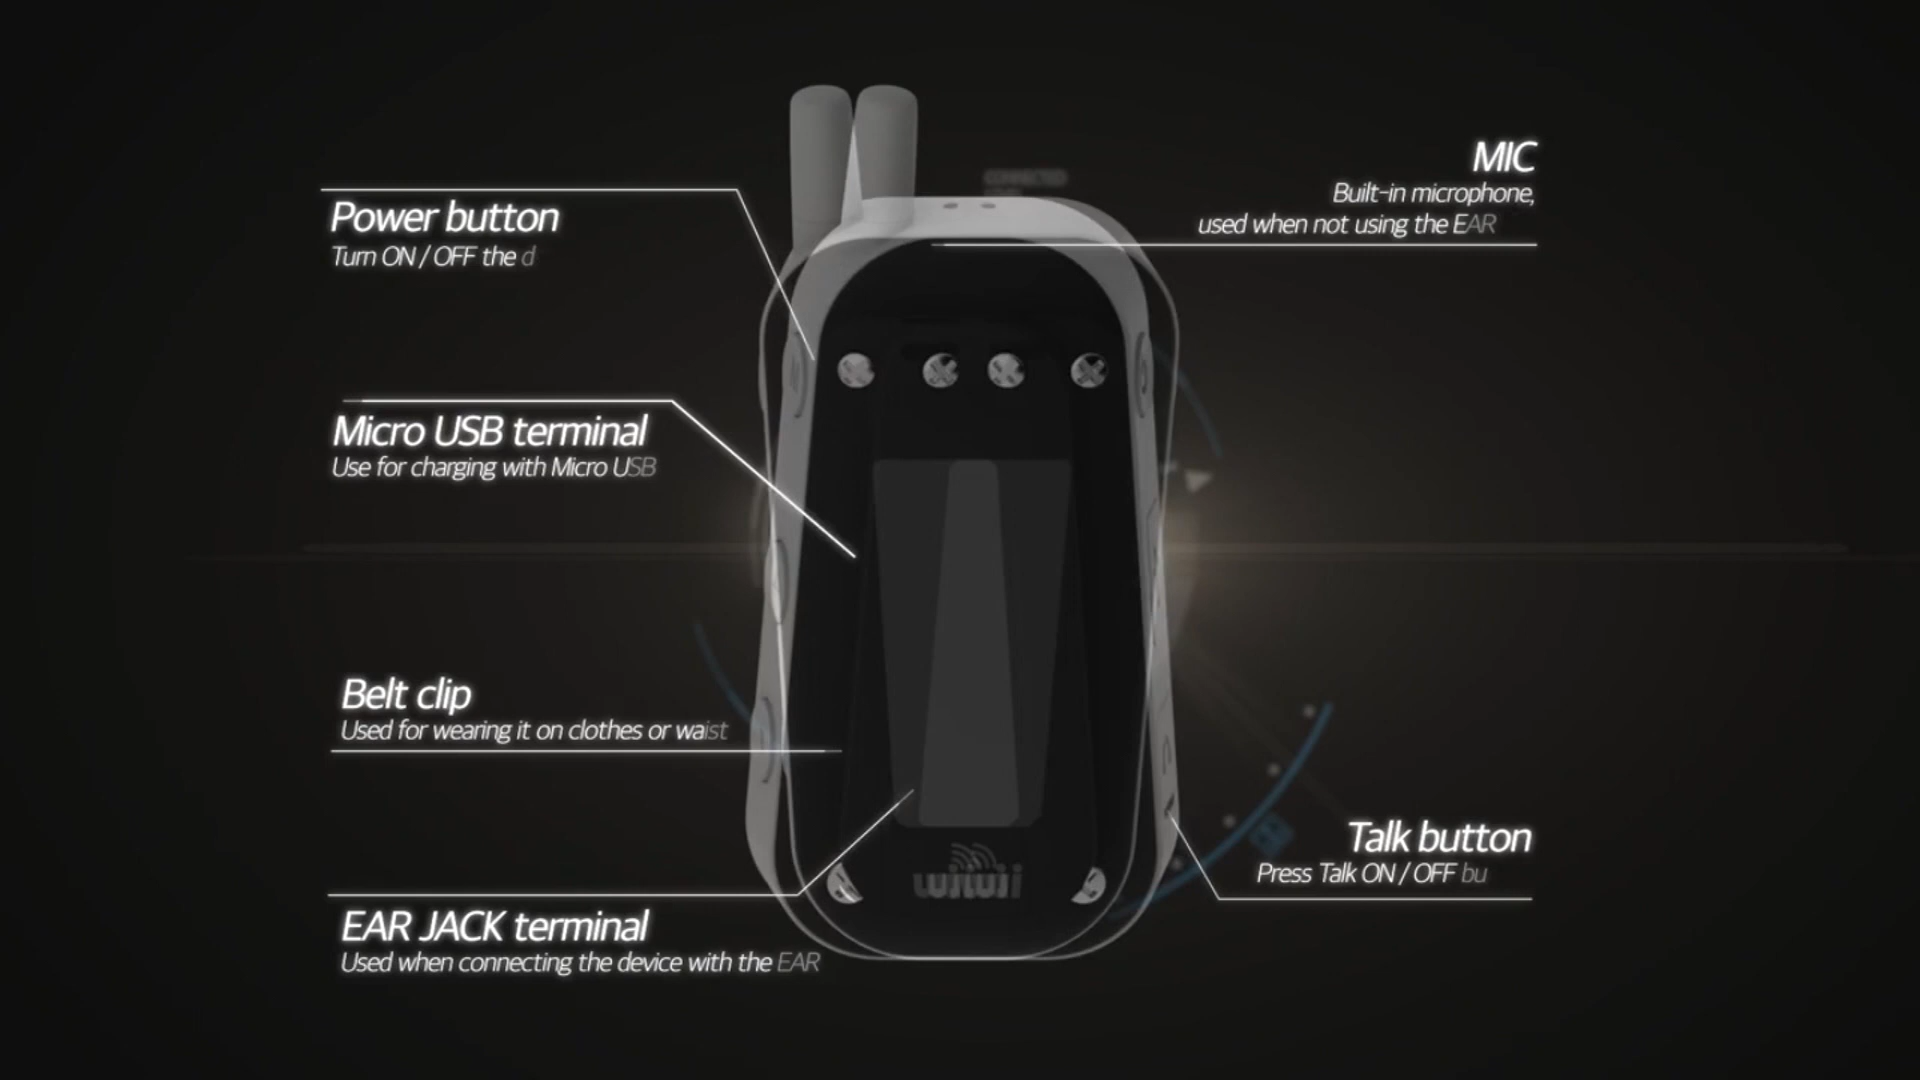 MIC
Built-in microphone,
used when not using the EAR
Power button
Turn ON / OFF the d
Micro USB terminal
Use for charging with Micro USB
Belt clip
Used for wearing it on clothes or waist
Talk button
Press Talk ON / OFF bu
EAR JACK terminal
Used when connecting the device with the EAR